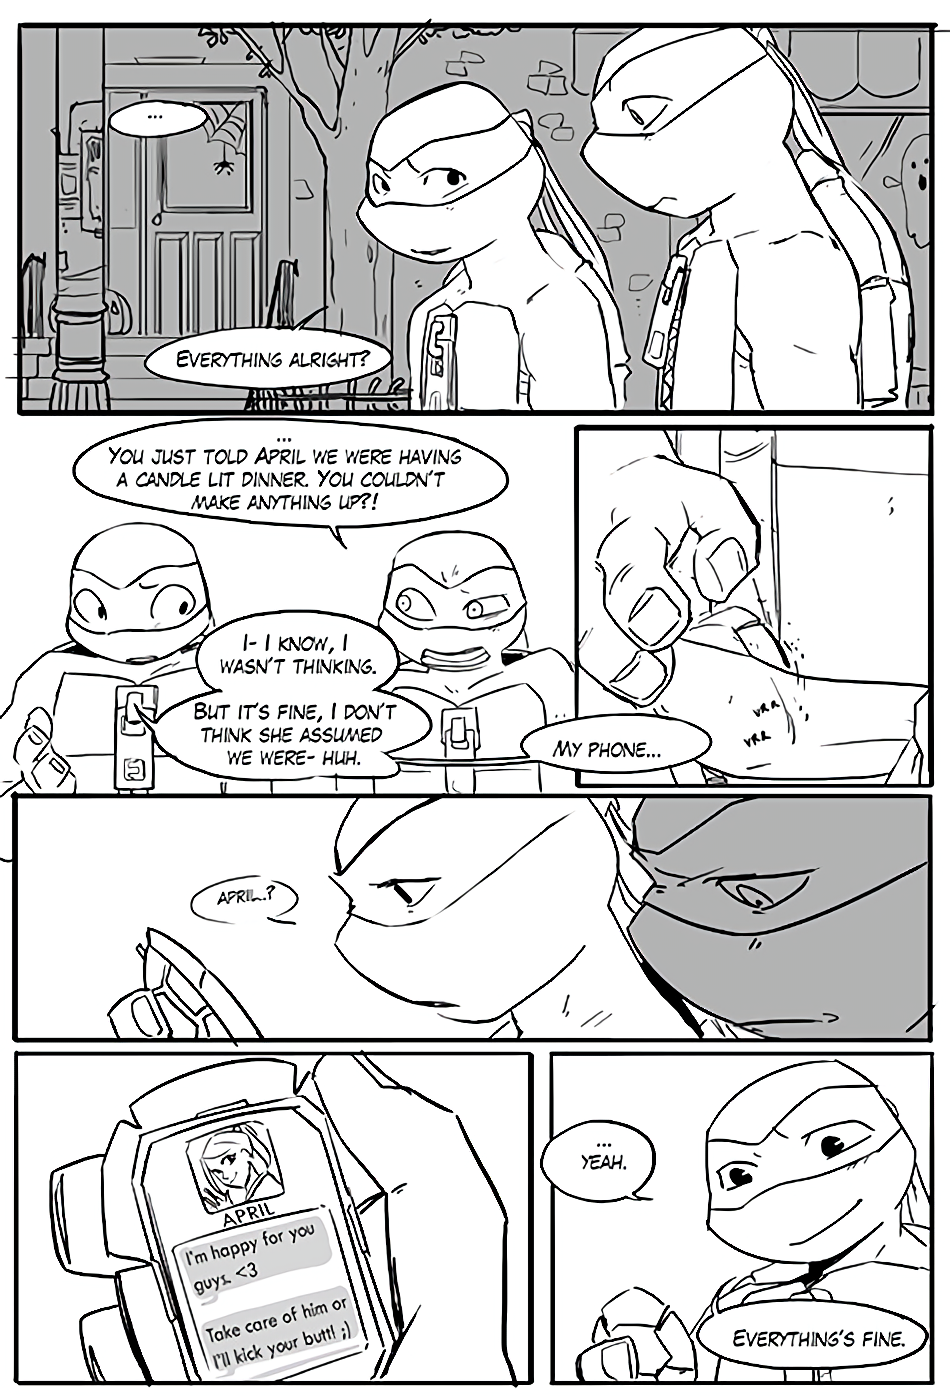 ...
EVERYTHING ALRIGHT?
...
YOU JUST TOLD APRIL WE WERE HAVING
A CANDLE LIT DINNER. YOU COULDN'T
MAKE ANYTHING UP?!
I- I KNOW, I
WASN'T THINKING.
BUT IT'S FINE, I DON'T
THINK SHE ASSUMED
WE WERE- HUH.
MY PHONE...
VRR
VRR
APRIL..?
APRIL
I'm happy for you
guys. <3
Take care of him or
I'll kick your butt! ;)
...
YEAH.
EVERYTHING'S FINE.